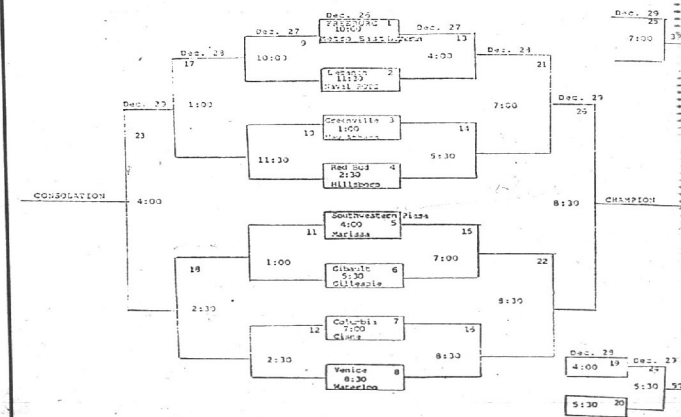 Dec. 26
Dec. 27
Dec. 27
FREEBURG 1
10:00
Metro East
9
10:00
13
4:00
Dec. 28
17
1:00
Lebanon 2
11:30
Dec. 28
21
7:00
Dec. 29
23
4:00
CONSOLATION
Greenville 3
1:00
10
11:30
14
5:30
Red Bud 4
2:30
Hillsboro
Dec. 29
26
8:30
CHAMPION
Southwestern Piasa
4:00 5
Marissa
11
1:00
15
7:00
Gibault 6
5:30
Gillespie
18
2:30
22
8:30
Columbia 7
7:00
12
2:30
16
8:30
Venice 8
8:30
Dec. 29
25
7:00
Dec. 28
4:00 19
5:30 20
Dec. 29
24
5:30